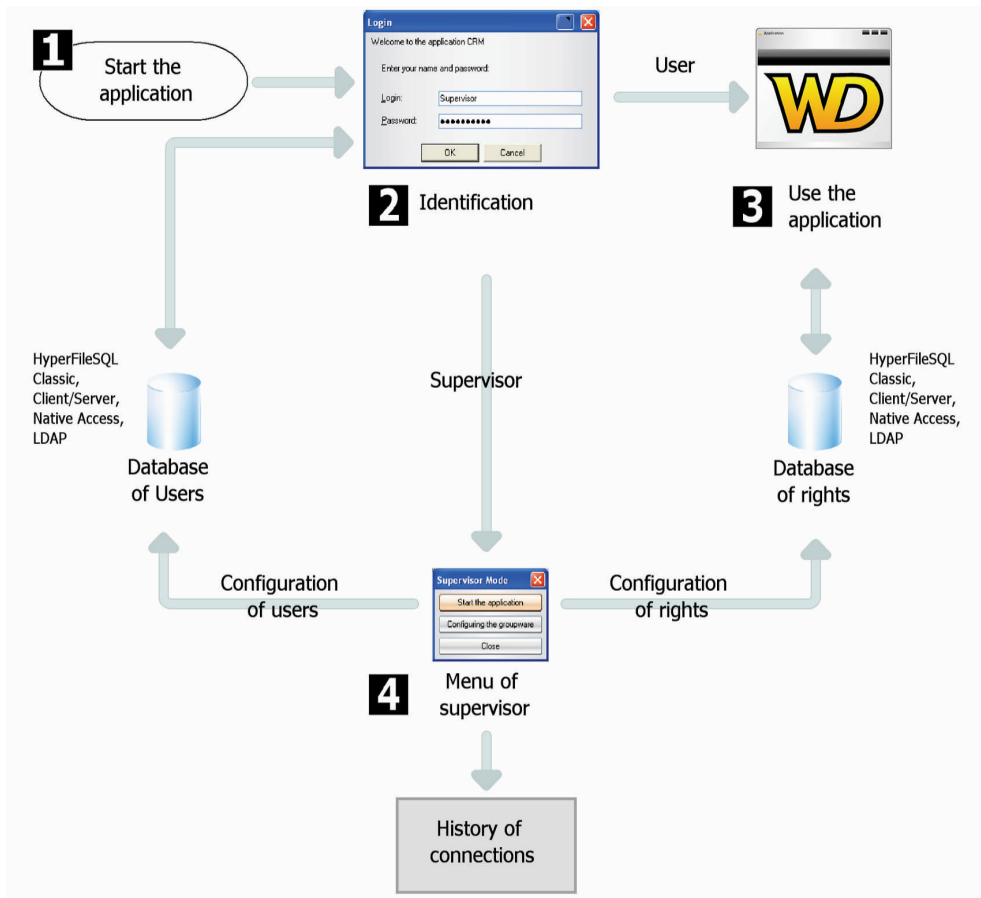 1
Start the
application
Login
Welcome to the application CRM
Enter your name and password:
Login:
Supervisor
Password:
OK
Cancel
2
Identification
User
Application
WD
3
Use the
application
HyperFileSQL
Classic,
Client/Server,
Native Access,
LDAP
Database
of Users
Supervisor
HyperFileSQL
Classic,
Client/Server,
Native Access,
LDAP
Database
of rights
Configuration
of users
Supervisor Mode
Start the application
Configuring the groupware
Close
Configuration
of rights
4
Menu of
supervisor
History of
connections